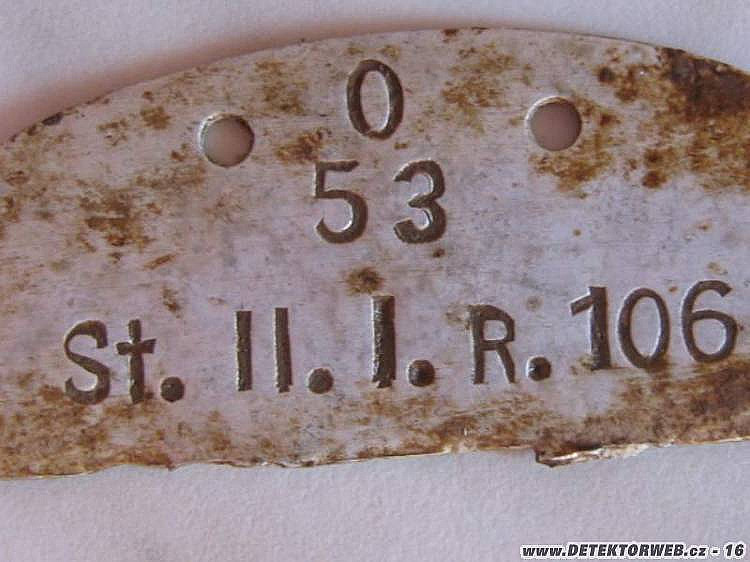 0
53
St. II. I. R. 106
www.DETEKTORWEB.cz - 16